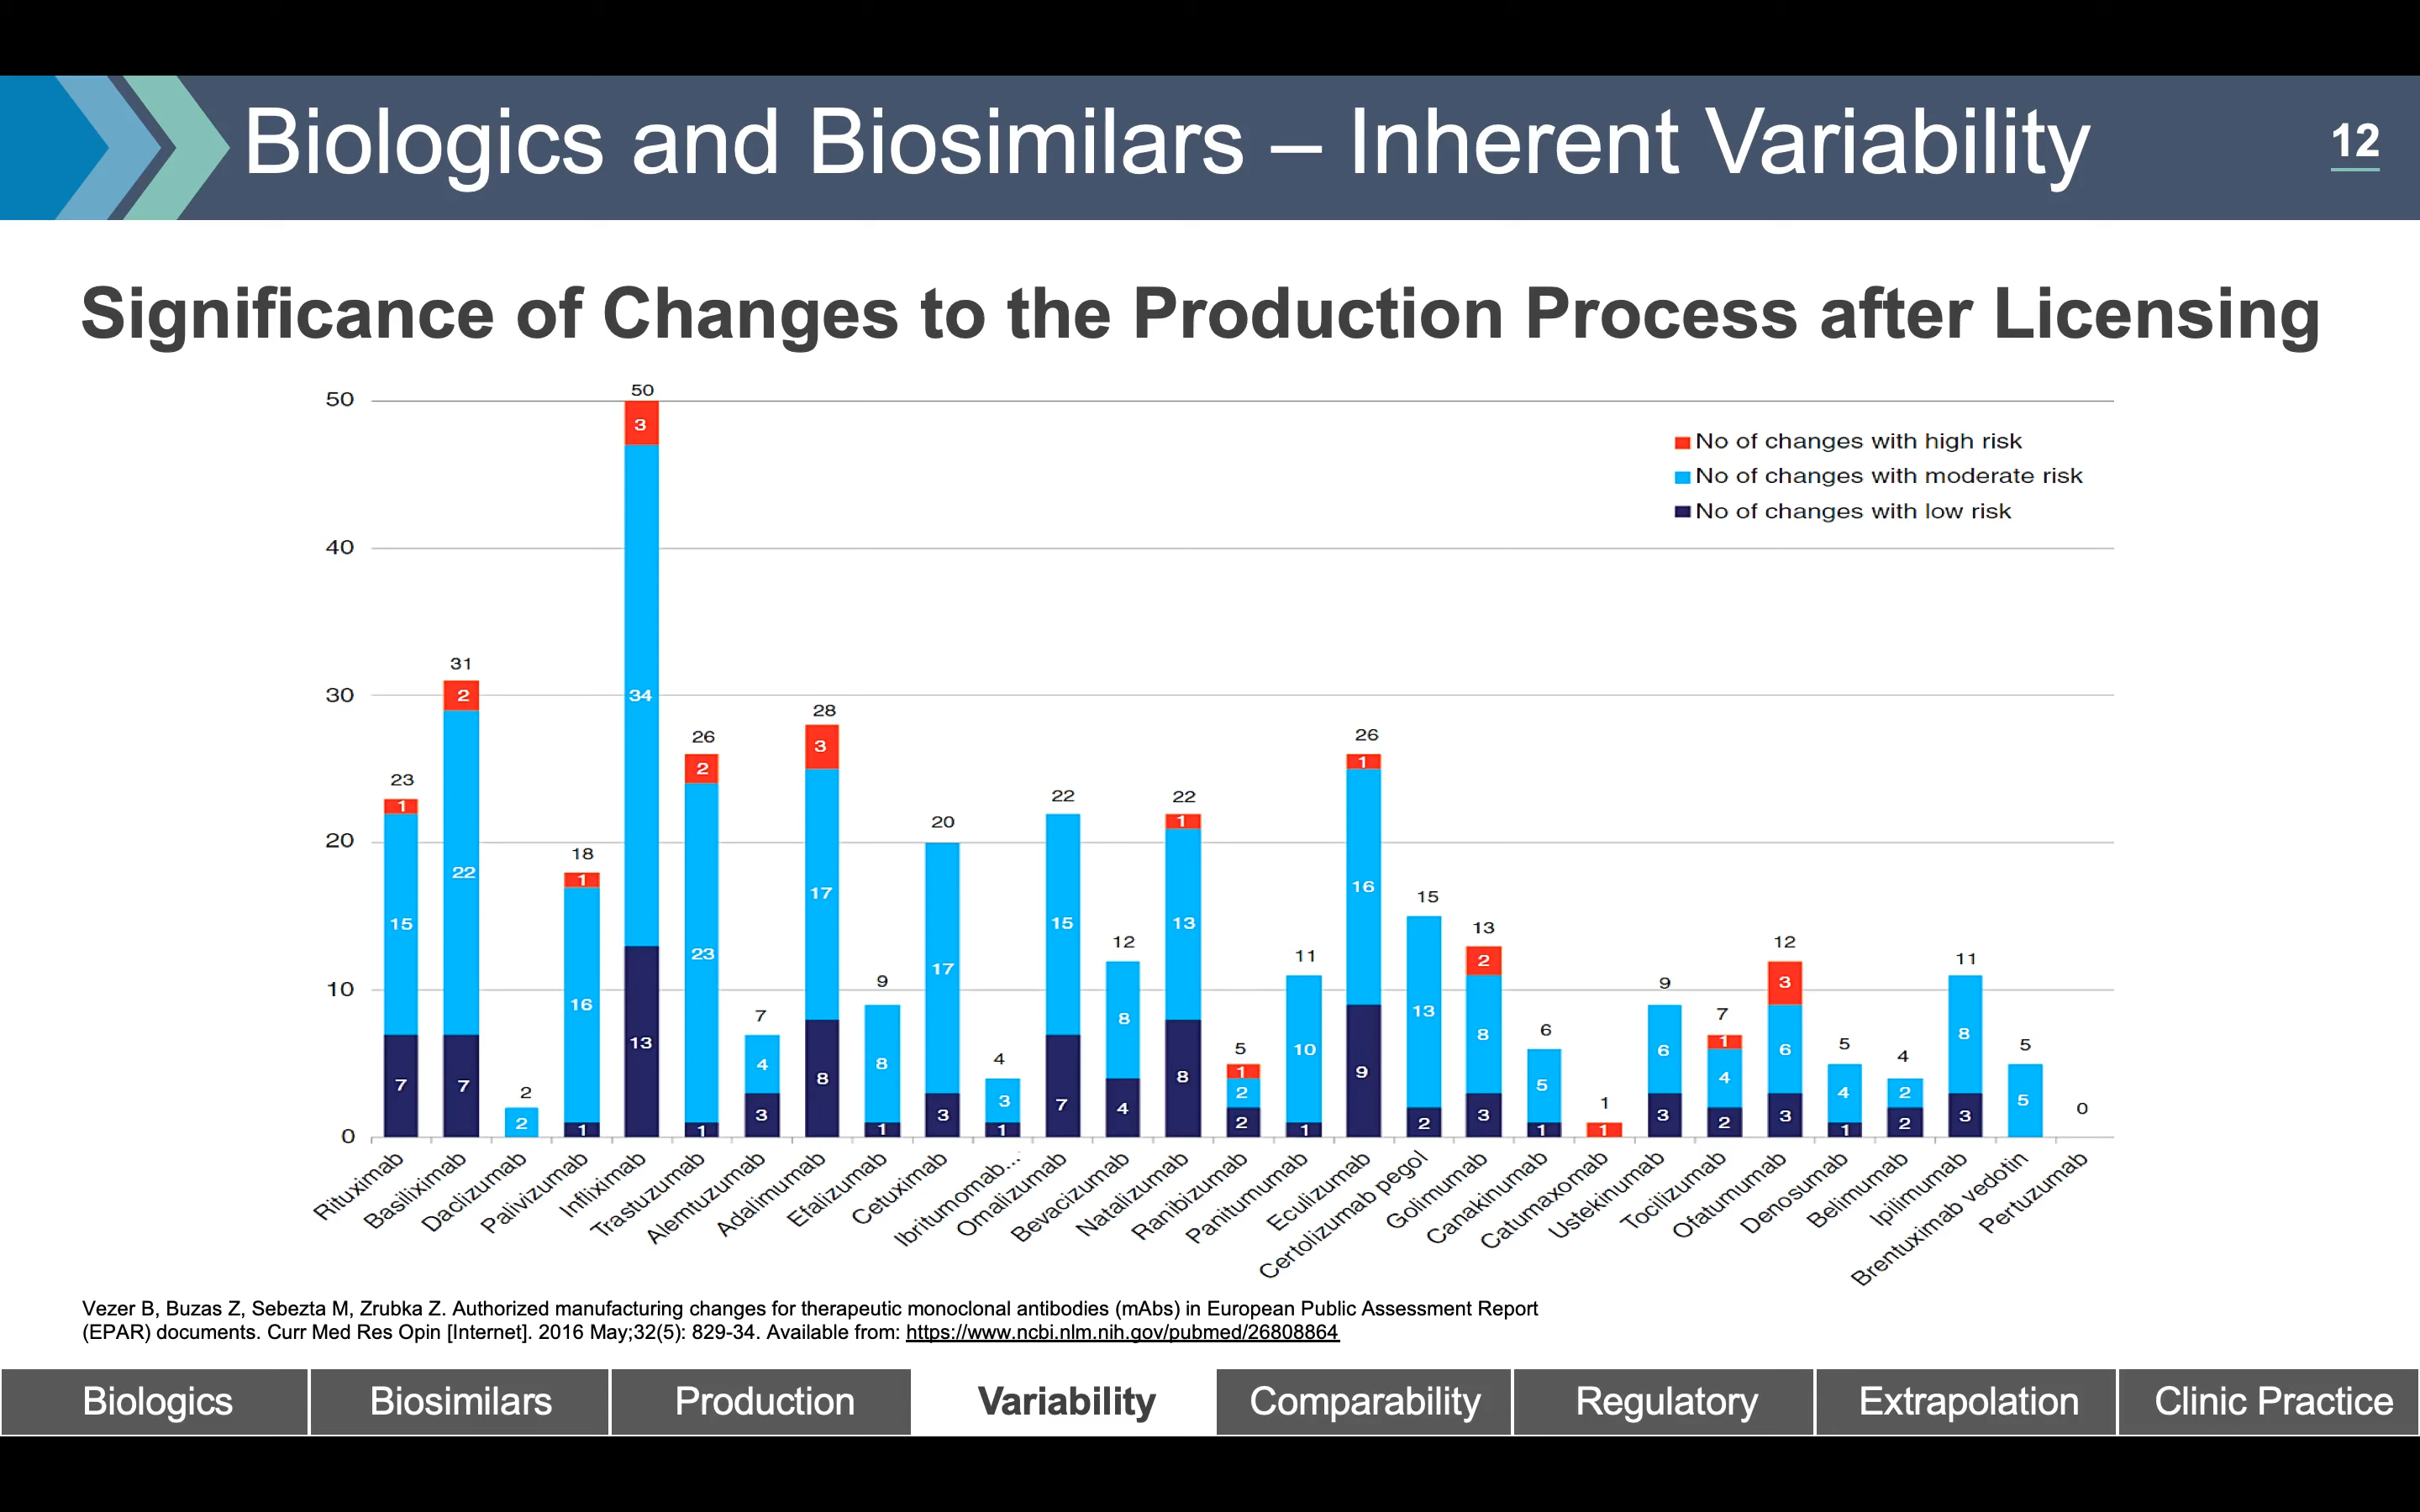 Biologics and Biosimilars – Inherent Variability
12
Significance of Changes to the Production Process after Licensing
50
40
30
20
10
0
No of changes with high risk
No of changes with moderate risk
No of changes with low risk
23
1
15
7
31
2
22
7
2
2
18
1
16
1
50
3
34
13
26
2
23
1
7
4
3
28
3
17
8
9
8
1
20
17
3
4
3
1
22
15
7
12
8
4
22
1
13
8
5
1
2
2
11
10
1
26
1
16
9
15
13
2
13
2
8
3
6
5
1
1
1
9
6
3
7
1
4
2
12
3
6
3
5
4
1
4
2
2
11
8
3
5
5
0
Rituximab
Basiliximab
Daclizumab
Palivizumab
Infliximab
Trastuzumab
Alemtuzumab
Adalimumab
Efalizumab
Cetuximab
Ibritumomab...
Omalizumab
Bevacizumab
Natalizumab
Ranibizumab
Panitumumab
Eculizumab
Certolizumab pegol
Golimumab
Canakinumab
Catumaxomab
Ustekinumab
Tocilizumab
Ofatumumab
Denosumab
Belimumab
Ipilimumab
Brentuximab vedotin
Pertuzumab
Vezer B, Buzas Z, Sebezta M, Zrubka Z. Authorized manufacturing changes for therapeutic monoclonal antibodies (mAbs) in European Public Assessment Report
(EPAR) documents. Curr Med Res Opin [Internet]. 2016 May;32(5): 829-34. Available from: https://www.ncbi.nlm.nih.gov/pubmed/26808864
Biologics
Biosimilars
Production
Variability
Comparability
Regulatory
Extrapolation
Clinic Practice